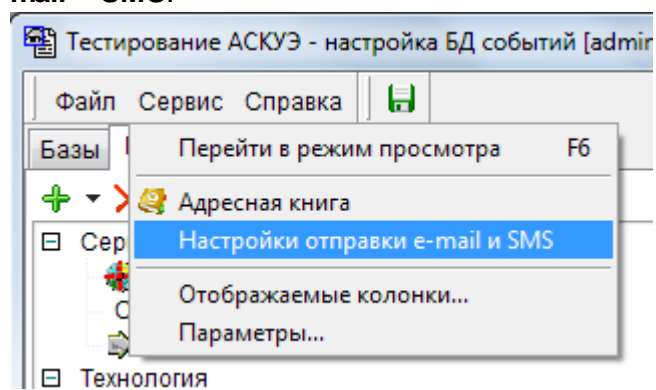 Тестирование АСКУЭ - настройка БД событий [admin
Файл Сервис Справка
Базы
Перейти в режим просмотра F6
Адресная книга
Настройки отправки e-mail и SMS
Отображаемые колонки...
Параметры...
Технология